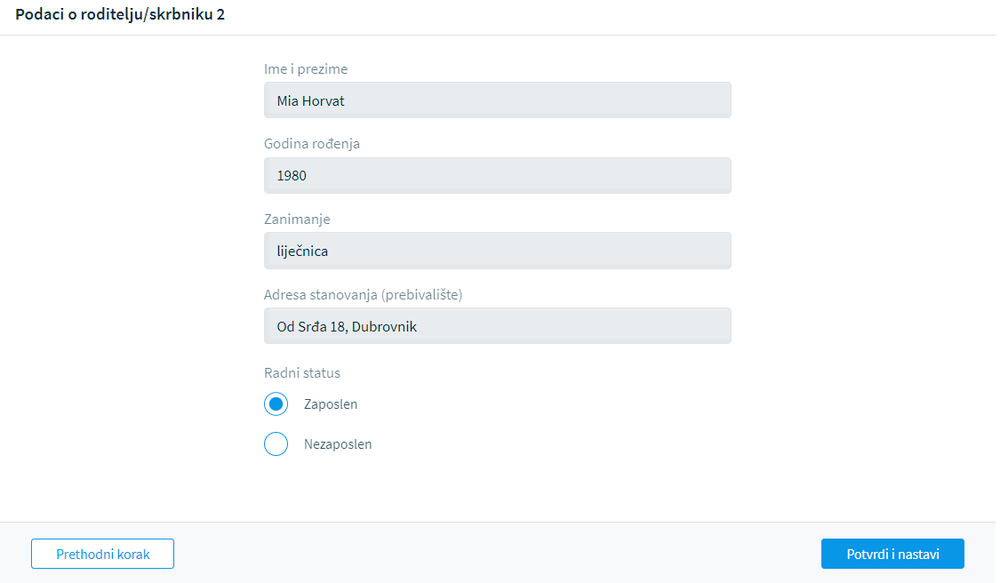 Podaci o roditelju/skrbniku 2
Ime i prezime
Mia Horvat
Godina rođenja
1980
Zanimanje
liječnica
Adresa stanovanja (prebivalište)
Od Srđa 18, Dubrovnik
Radni status
Zaposlen
Nezaposlen
Prethodni korak
Potvrdi i nastavi